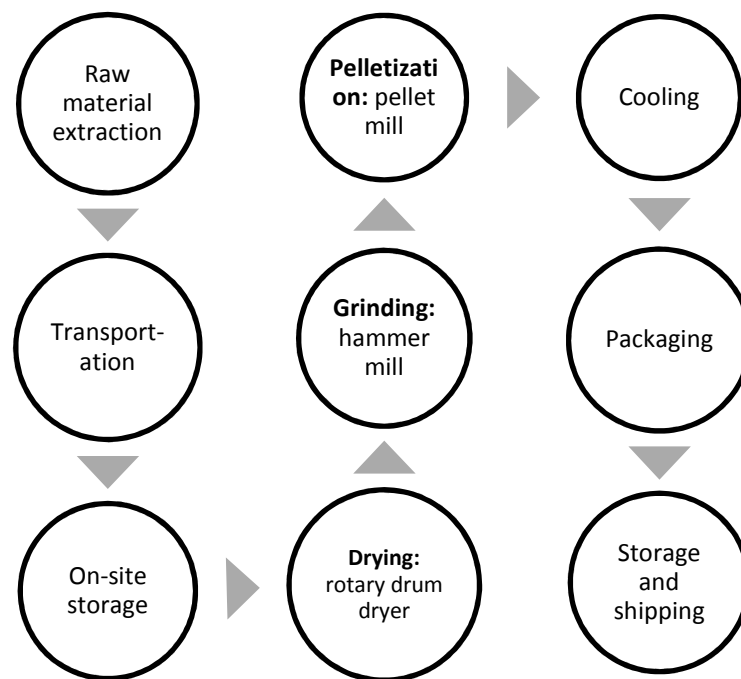 Raw
material
extraction
Transport-
ation
On-site
storage
Drying:
rotary drum
dryer
Grinding:
hammer
mill
Pelletizati
on: pellet
mill
Cooling
Packaging
Storage
and
shipping